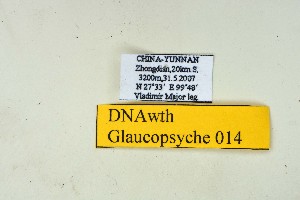 CHINA-YUNNAN
Zhongdian,20km S,
3200m,31.5.2007
N 27°33' E 99°48'
Vladimir Major leg.
DNAwth
Glaucopsyche 014